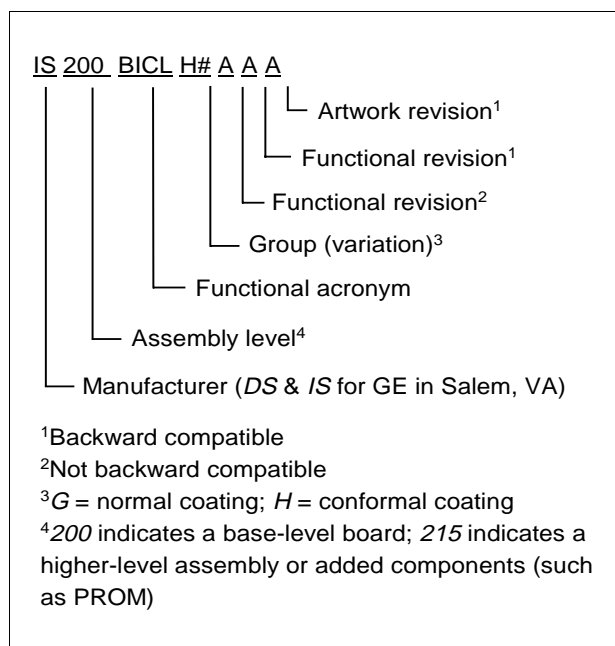 IS 200 BICL H# A A A
Artwork revision¹
Functional revision¹
Functional revision²
Group (variation)³
Functional acronym
Assembly level⁴
Manufacturer (DS & IS for GE in Salem, VA)
¹Backward compatible
²Not backward compatible
³G = normal coating; H = conformal coating
⁴200 indicates a base-level board; 215 indicates a
higher-level assembly or added components (such
as PROM)